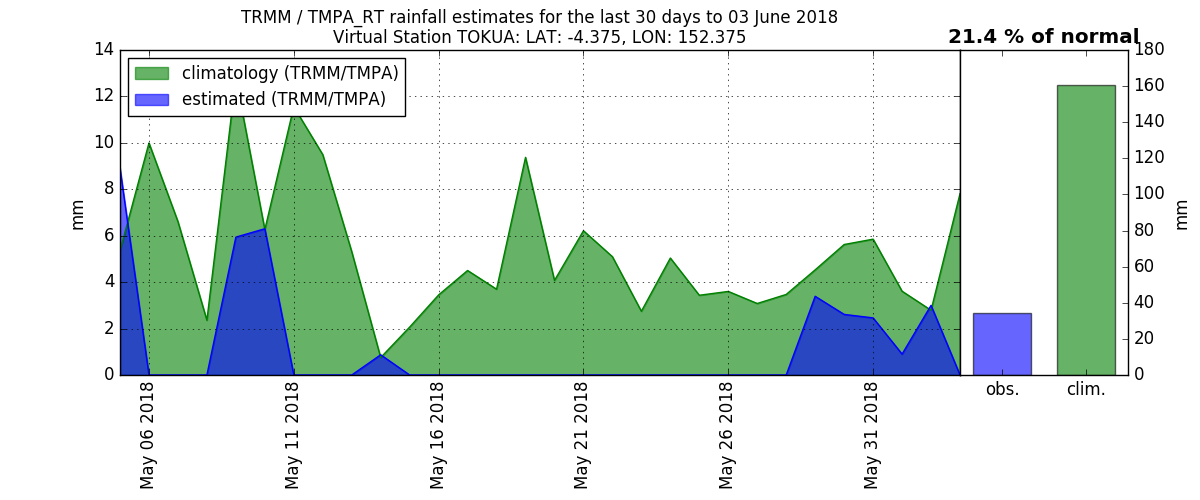 TRMM / TMPA_RT rainfall estimates for the last 30 days to 03 June 2018
Virtual Station TOKUA: LAT: -4.375, LON: 152.375
21.4 % of normal
climatology (TRMM/TMPA)
estimated (TRMM/TMPA)
mm
14
12
10
8
6
4
2
0
May 06 2018
May 11 2018
May 16 2018
May 21 2018
May 26 2018
May 31 2018
obs.
clim.
180
160
140
120
100
80
60
40
20
0
mm